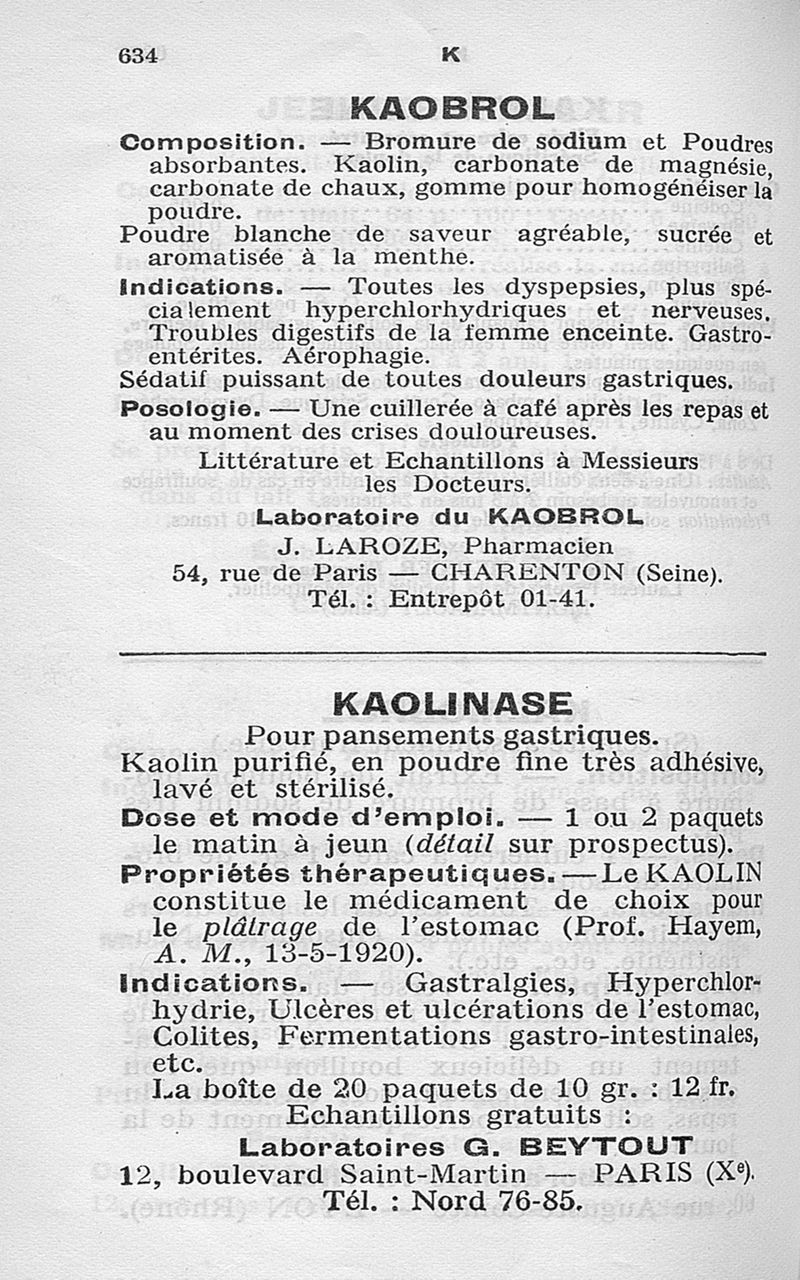 634 K
KAOBROL
Composition. — Bromure de sodium et Poudres
absorbantes. Kaolin, carbonate de magnésie,
carbonate de chaux, gomme pour homogénéiser la
poudre.
Poudre blanche de saveur agréable, sucrée et
aromatisée à la menthe.
Indications. — Toutes les dyspepsies, plus spé-
cialement hyperchlorhydriques et nerveuses.
Troubles digestifs de la femme enceinte. Gastro-
entérites. Aérophagie.
Sédatif puissant de toutes douleurs gastriques.
Posologie. — Une cuillerée à café après les repas et
au moment des crises douloureuses.
Littérature et Echantillons à Messieurs
les Docteurs.
Laboratoire du KAOBROL
J. LAROZE, Pharmacien
54, rue de Paris — CHARENTON (Seine).
Tél. : Entrepôt 01-41.
KAOLINASE
Pour pansements gastriques.
Kaolin purifié, en poudre fine très adhésive,
lavé et stérilisé.
Dose et mode d'emploi. — 1 ou 2 paquets
le matin à jeun (détail sur prospectus).
Propriétés thérapeutiques. — Le KAOLIN
constitue le médicament de choix pour
le plâtrage de l'estomac (Prof. Hayem,
A. M., 13-5-1920).
Indications. — Gastralgies, Hyperchlor-
hydrie, Ulcères et ulcérations de l'estomac,
Colites, Fermentations gastro-intestinales,
etc.
La boîte de 20 paquets de 10 gr. : 12 fr.
Echantillons gratuits :
Laboratoires G. BEYTOUT
12, boulevard Saint-Martin — PARIS (Xe).
Tél. : Nord 76-85.